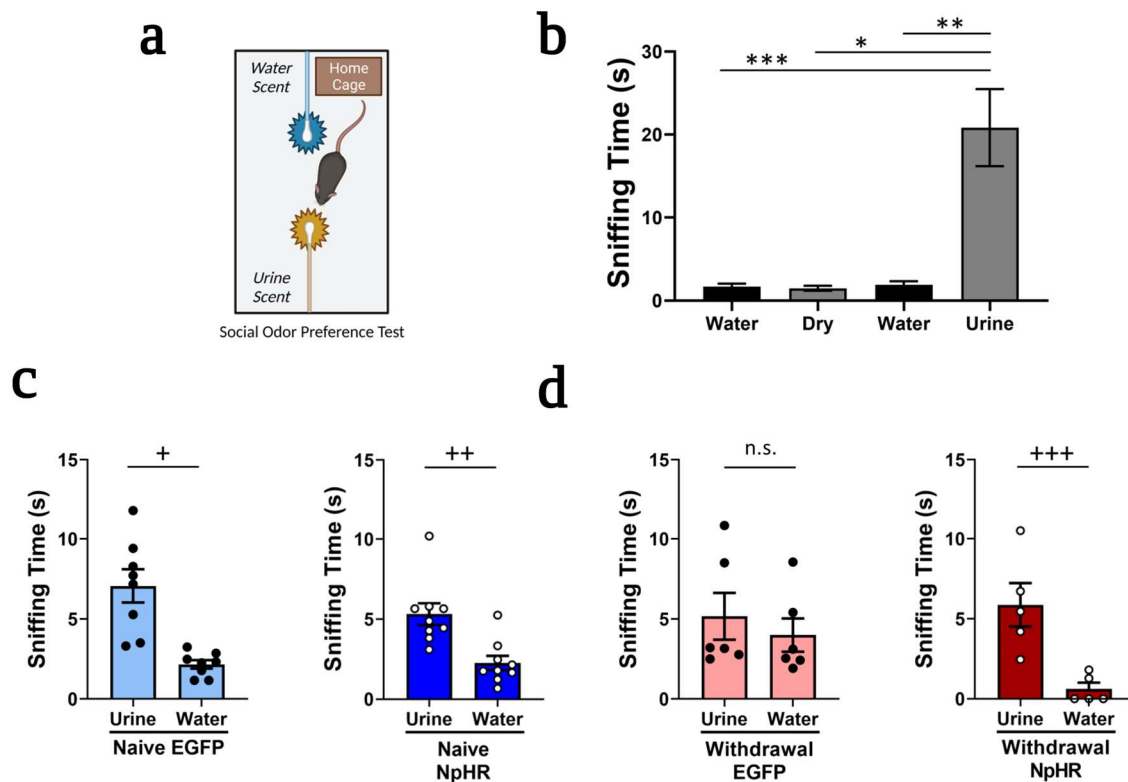 a
Water
Scent
Home
Cage
Urine
Scent
Social Odor Preference Test
b
Sniffing Time (s)
30
20
10
0
***
*
**
Water Dry Water Urine
c
Sniffing Time (s)
15
10
5
0
+
Urine Water
Naive EGFP
Sniffing Time (s)
15
10
5
0
++
Urine Water
Naive
NpHR
d
Sniffing Time (s)
15
10
5
0
n.s.
Urine Water
Withdrawal
EGFP
Sniffing Time (s)
15
10
5
0
+++
Urine Water
Withdrawal
NpHR